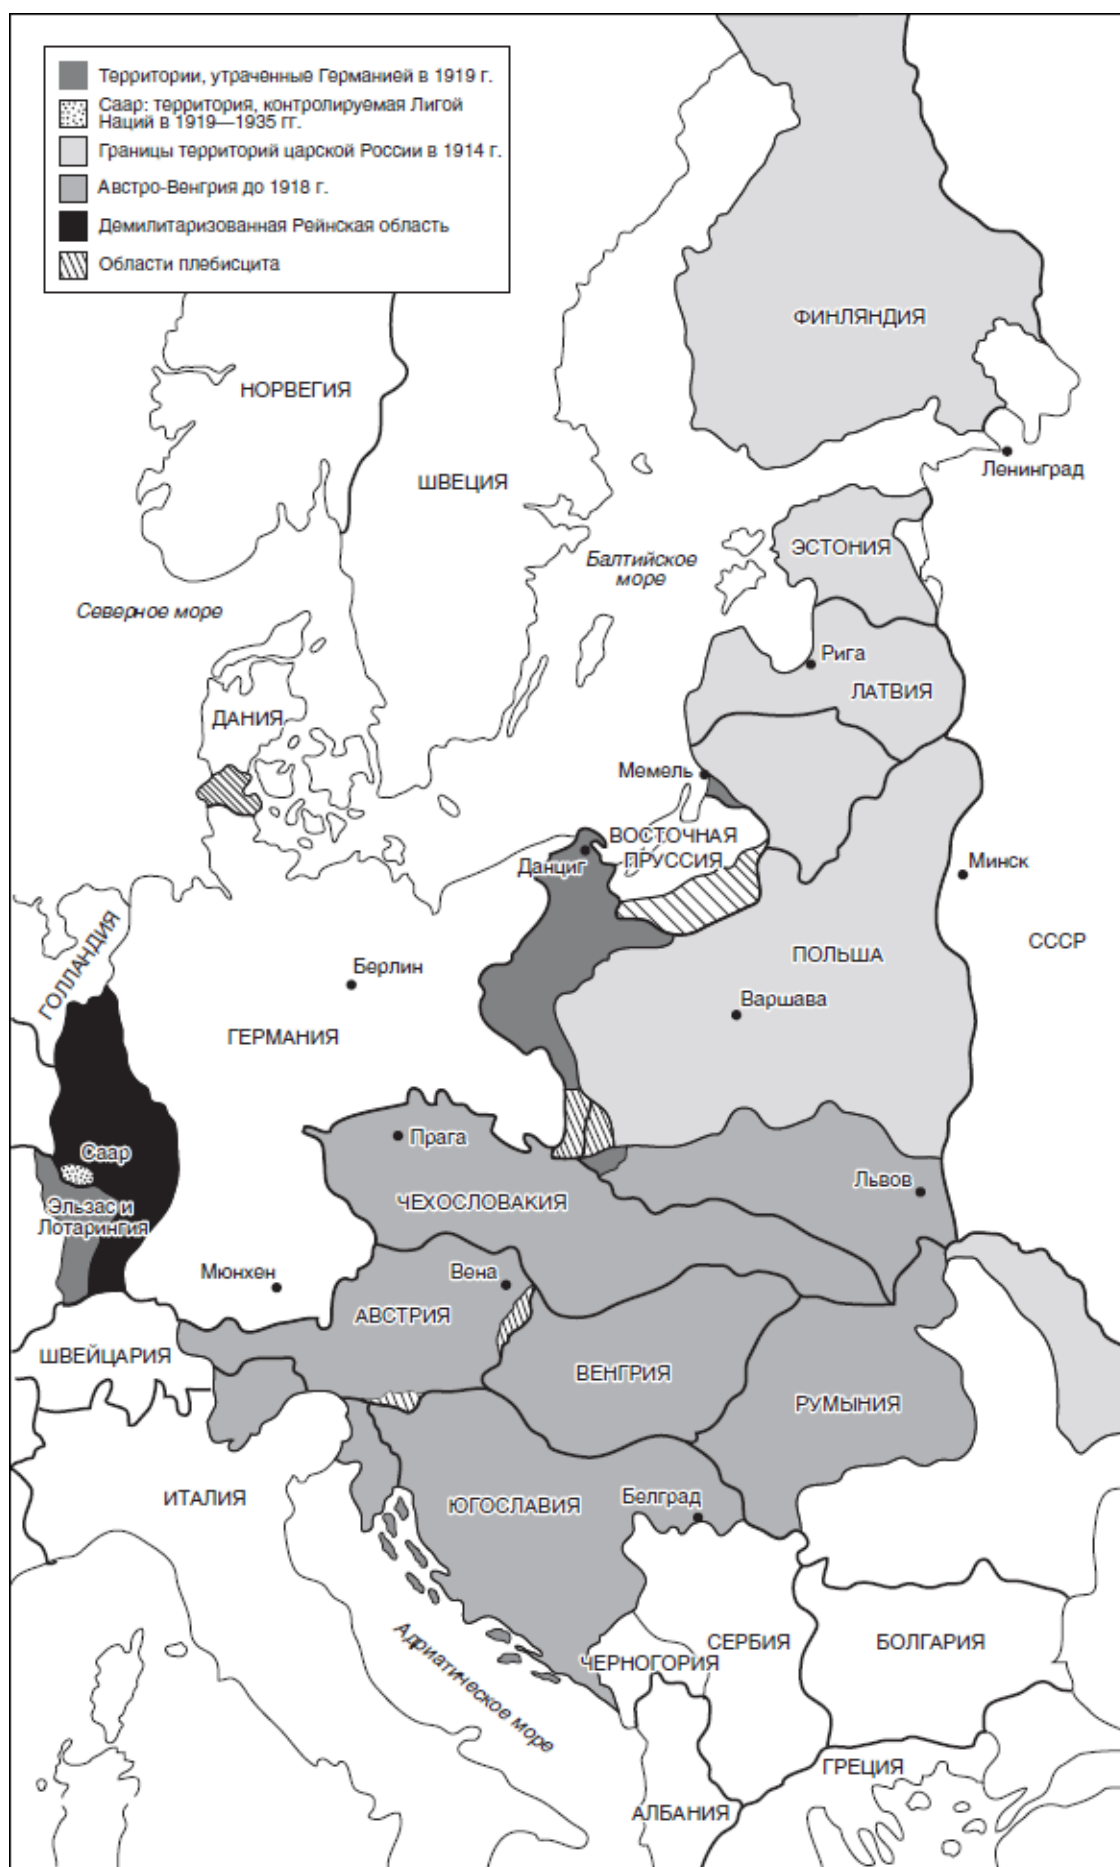 Территории, утраченные Германией в 1919 г.
Саар: территория, контролируемая Лигой
Наций в 1919—1935 гг.
Границы территорий царской России в 1914 г.
Австро-Венгрия до 1918 г.
Демилитаризованная Рейнская область
Области плебисцита
ФИНЛЯНДИЯ
НОРВЕГИЯ
Ленинград
ШВЕЦИЯ
ЭСТОНИЯ
Балтийское
море
Северное море
Рига
ЛАТВИЯ
ДАНИЯ
Мемель
ВОСТОЧНАЯ
ПРУССИЯ
Данциг
Минск
ГОЛЛАНДИЯ
СССР
ПОЛЬША
Берлин
Варшава
ГЕРМАНИЯ
Прага
Саар
Львов
ЧЕХОСЛОВАКИЯ
Эльзас и
Лотарингия
Мюнхен
Вена
АВСТРИЯ
ШВЕЙЦАРИЯ
ВЕНГРИЯ
РУМЫНИЯ
ИТАЛИЯ
ЮГОСЛАВИЯ
Белград
Адриатическое море
СЕРБИЯ
БОЛГАРИЯ
ЧЕРНОГОРИЯ
ГРЕЦИЯ
АЛБАНИЯ